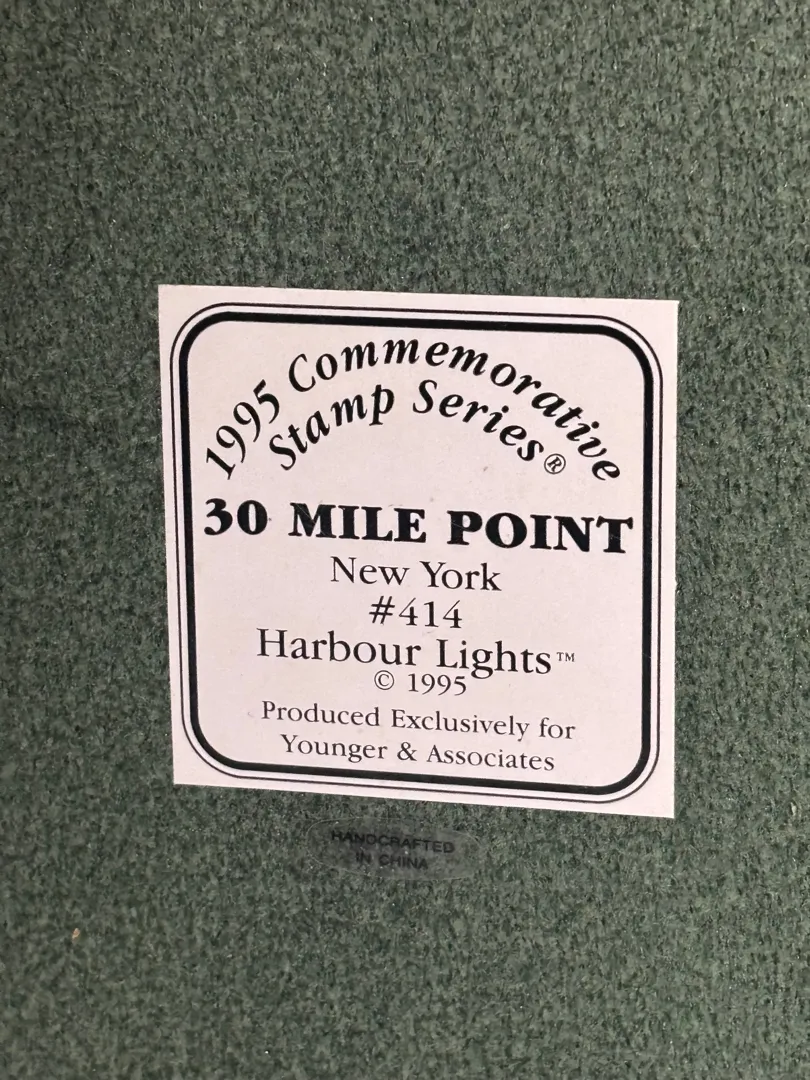 1995 Commemorative
Stamp Series®
30 MILE POINT
New York
#414
Harbour Lights™
© 1995
Produced Exclusively for
Younger & Associates
HANDCRAFTED
IN CHINA